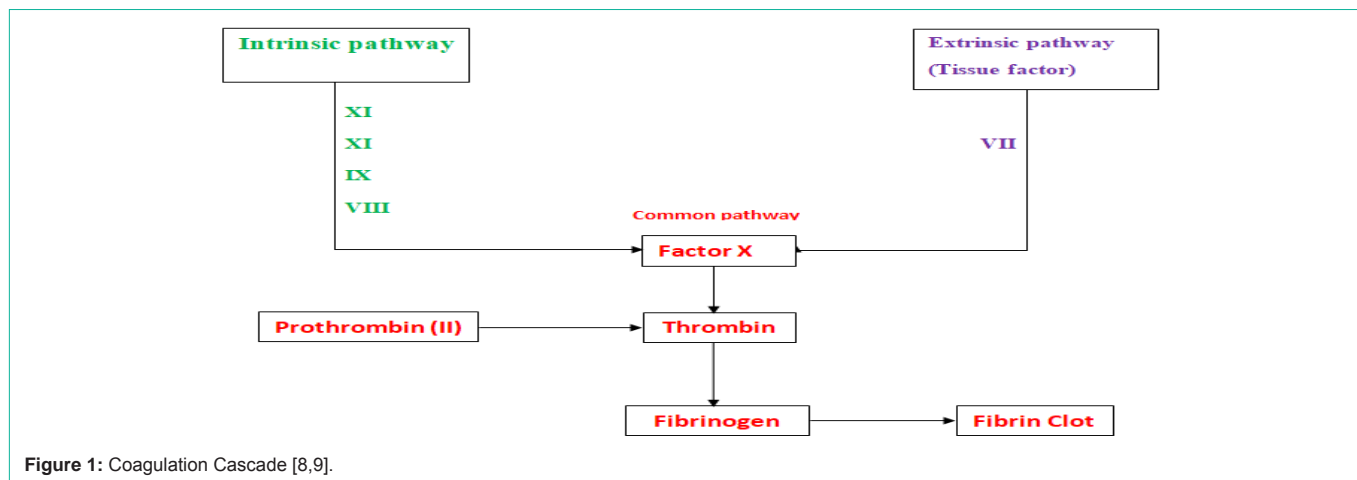 Intrinsic pathway
Extrinsic pathway
(Tissue factor)
XI
XI
IX
VIII
VII
Common pathway
Factor X
Prothrombin (II)
Thrombin
Fibrinogen
Fibrin Clot
Figure 1: Coagulation Cascade [8,9].